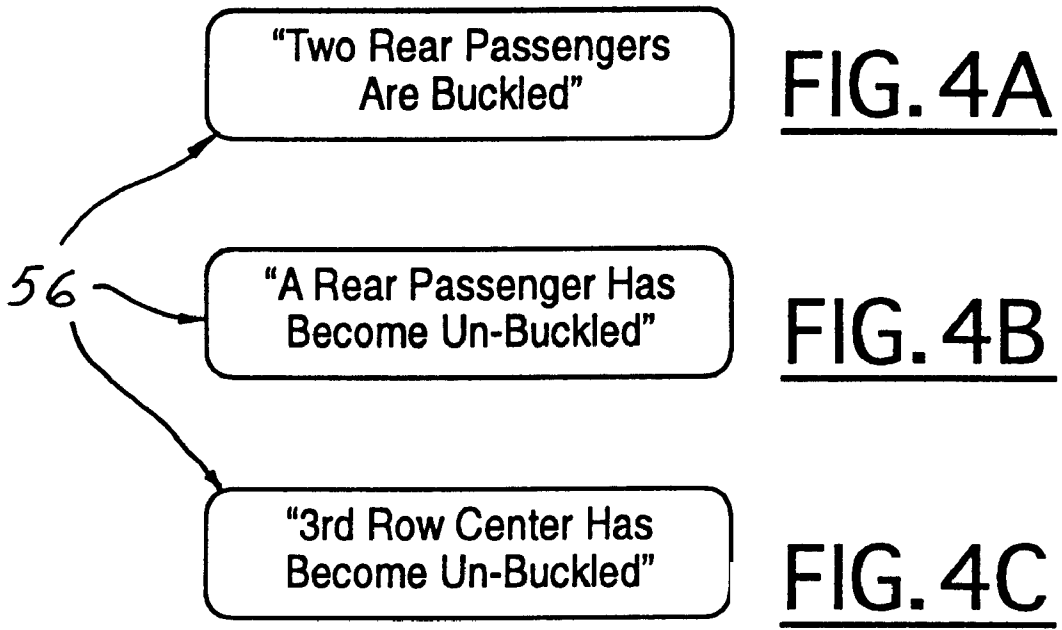 “Two Rear Passengers
Are Buckled”
FIG. 4A
56
“A Rear Passenger Has
Become Un-Buckled”
FIG. 4B
“3rd Row Center Has
Become Un-Buckled”
FIG. 4C